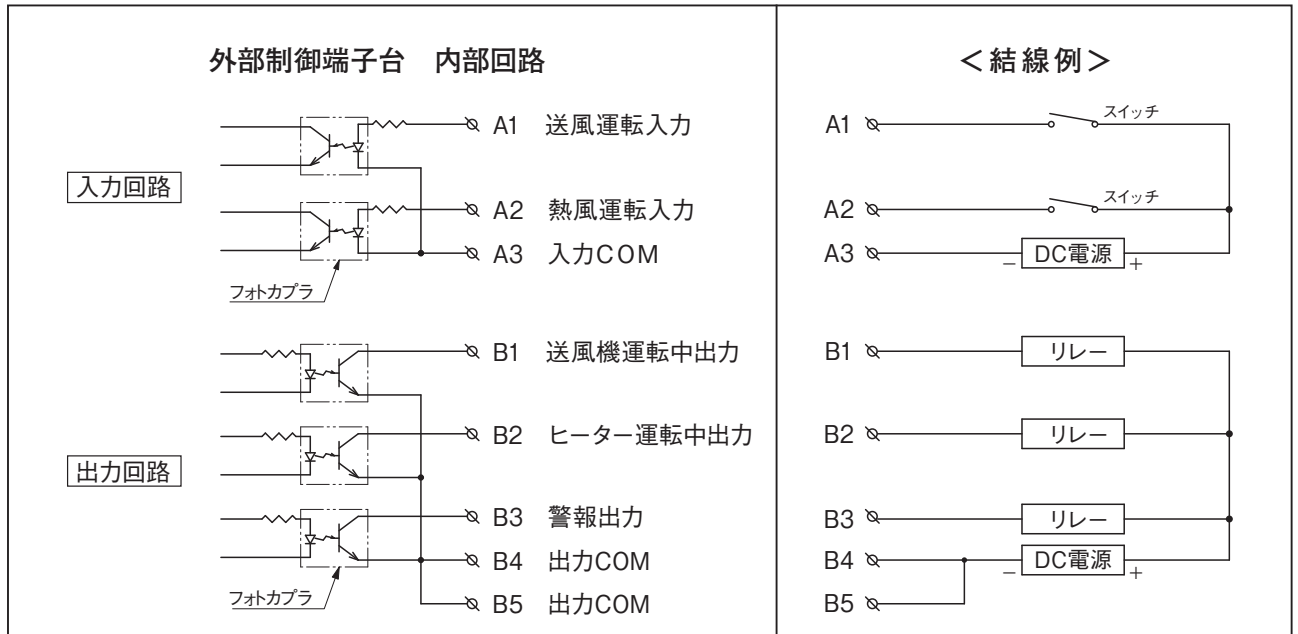 外部制御端子台 内部回路
入力回路
A1 送風運転入力
A2 熱風運転入力
A3 入力COM
フォトカプラ
出力回路
B1 送風機運転中出力
B2 ヒーター運転中出力
B3 警報出力
B4 出力COM
B5 出力COM
フォトカプラ
＜結線例＞
A1 スイッチ
A2 スイッチ
A3 － DC電源 +
B1 リレー
B2 リレー
B3 リレー
B4 － DC電源 +
B5